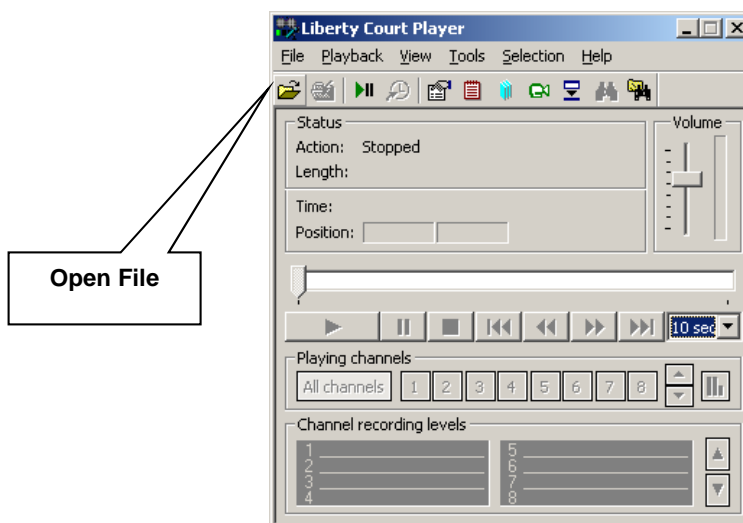 Liberty Court Player
File Playback View Tools Selection Help
Status
Volume
Action: Stopped
Length:
Time:
Position:
Open File
10 sec
Playing channels
All channels 1 2 3 4 5 6 7 8
Channel recording levels
1 5
2 6
3 7
4 8